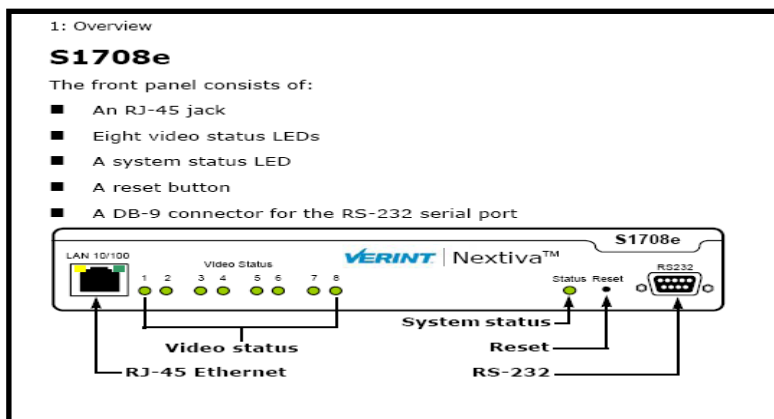 1: Overview
S1708e
The front panel consists of:
■ An RJ-45 jack
■ Eight video status LEDs
■ A system status LED
■ A reset button
■ A DB-9 connector for the RS-232 serial port
S1708e
LAN 10/100
Video Status
VERINT Nextiva™
RS232
1 2 3 4 5 6 7 8
Status Reset
System status
Video status
Reset
RJ-45 Ethernet
RS-232